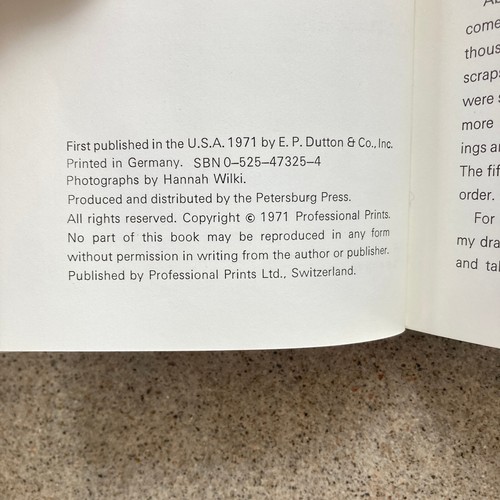 First published in the U.S.A. 1971 by E. P. Dutton & Co., Inc.
Printed in Germany. SBN 0–525–47325–4
Photographs by Hannah Wilki.
Produced and distributed by the Petersburg Press.
All rights reserved. Copyright © 1971 Professional Prints.
No part of this book may be reproduced in any form
without permission in writing from the author or publisher.
Published by Professional Prints Ltd., Switzerland.
come
thous
scrap
were
more
ings a
The fif
order.
For
my dra
and tal